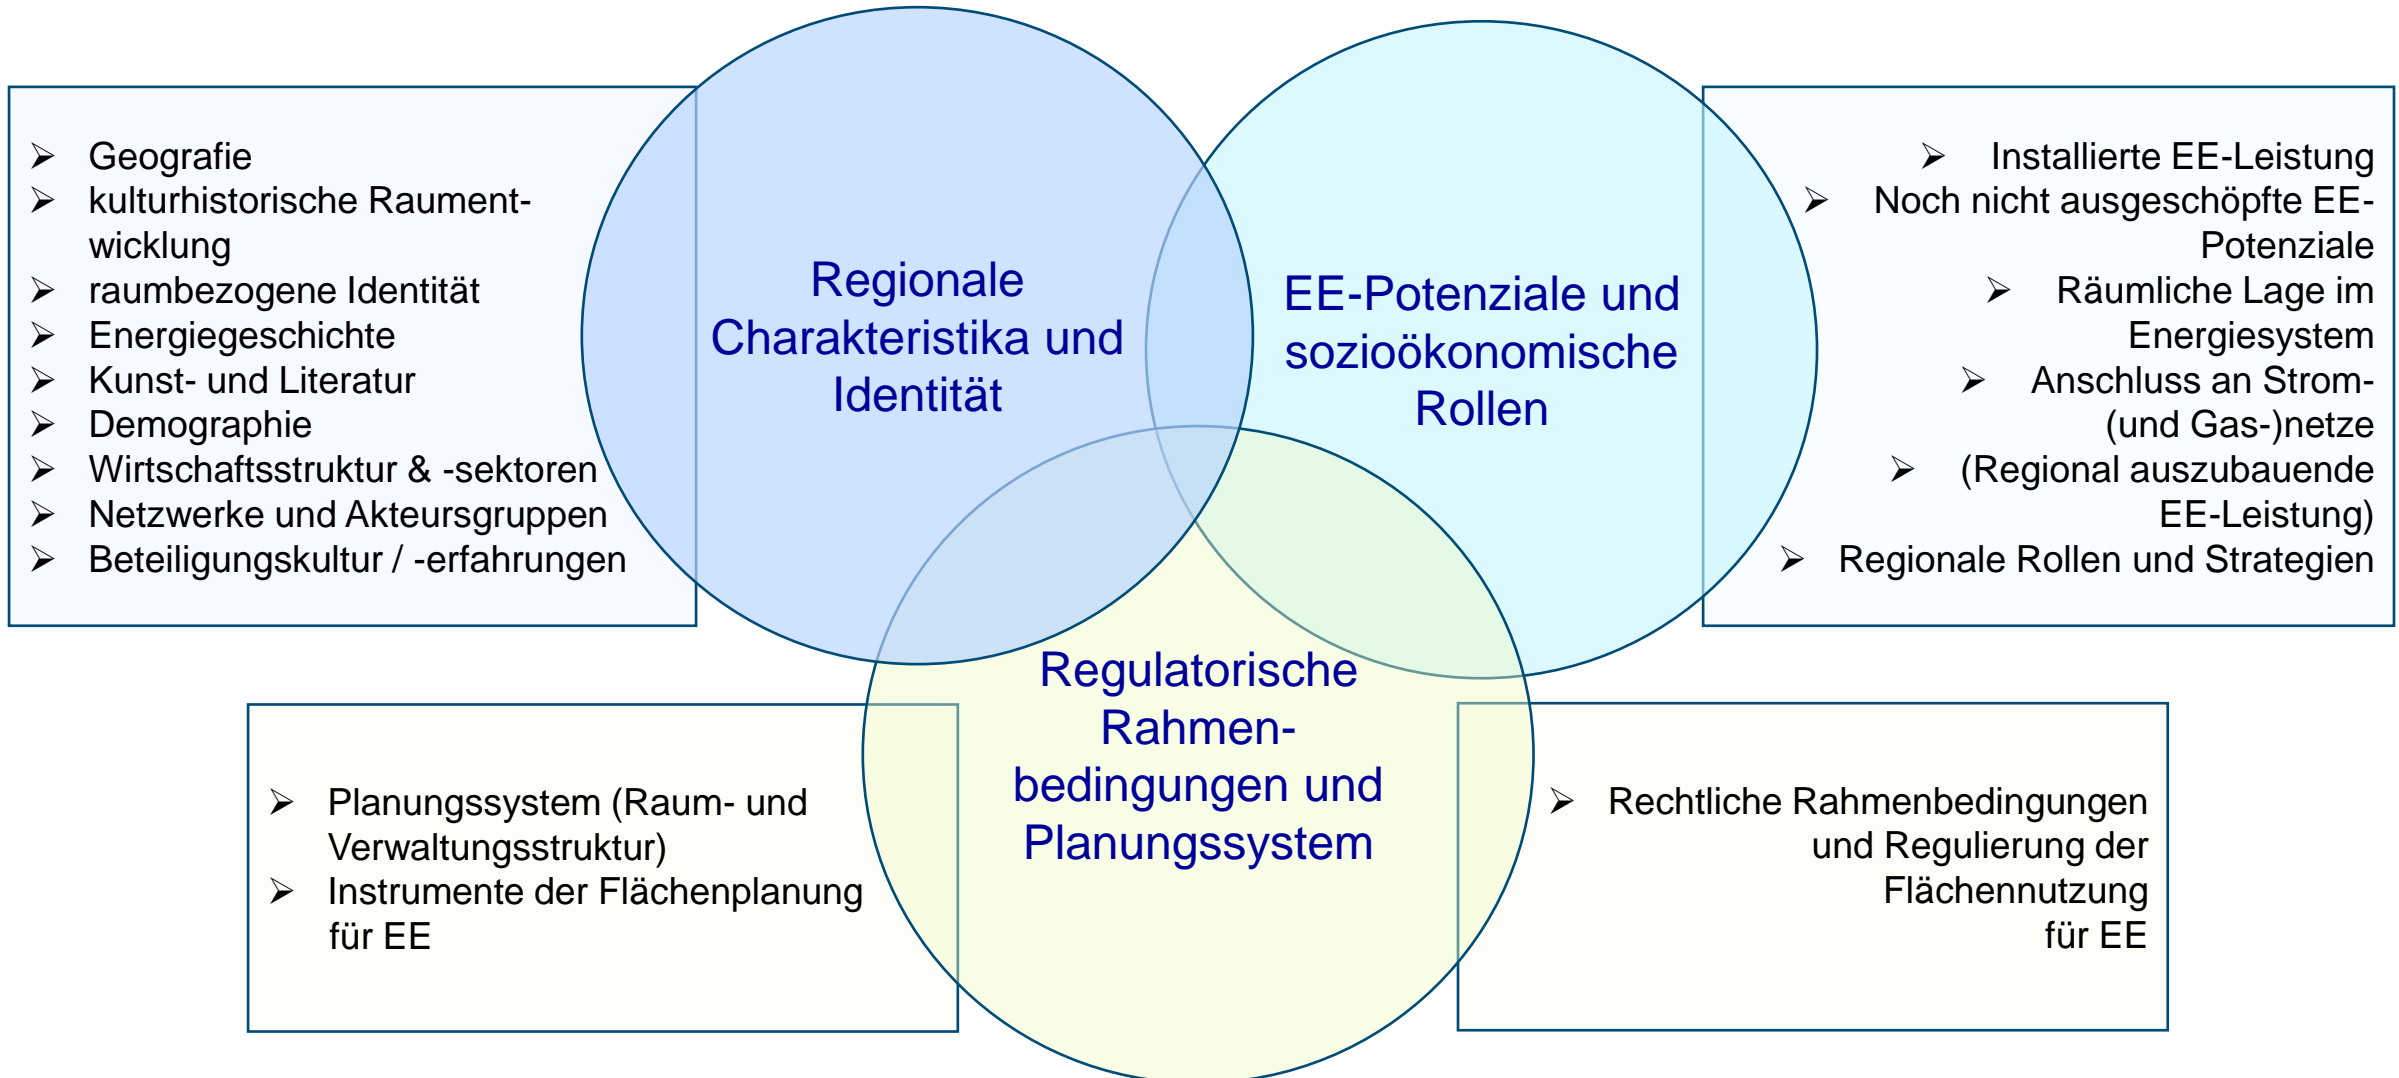 ➢ Geografie
➢ kulturhistorische Raument-
wicklung
➢ raumbezogene Identität
➢ Energiegeschichte
➢ Kunst- und Literatur
➢ Demographie
➢ Wirtschaftsstruktur & -sektoren
➢ Netzwerke und Akteursgruppen
➢ Beteiligungskultur / -erfahrungen
Regionale
Charakteristika und
Identität
EE-Potenziale und
sozioökonomische
Rollen
➢ Installierte EE-Leistung
➢ Noch nicht ausgeschöpfte EE-
Potenziale
➢ Räumliche Lage im
Energiesystem
➢ Anschluss an Strom-
(und Gas-)netze
➢ (Regional auszubauende
EE-Leistung)
➢ Regionale Rollen und Strategien
Regulatorische
Rahmen-
bedingungen und
Planungssystem
➢ Planungssystem (Raum- und
Verwaltungsstruktur)
➢ Instrumente der Flächenplanung
für EE
➢ Rechtliche Rahmenbedingungen
und Regulierung der
Flächennutzung
für EE